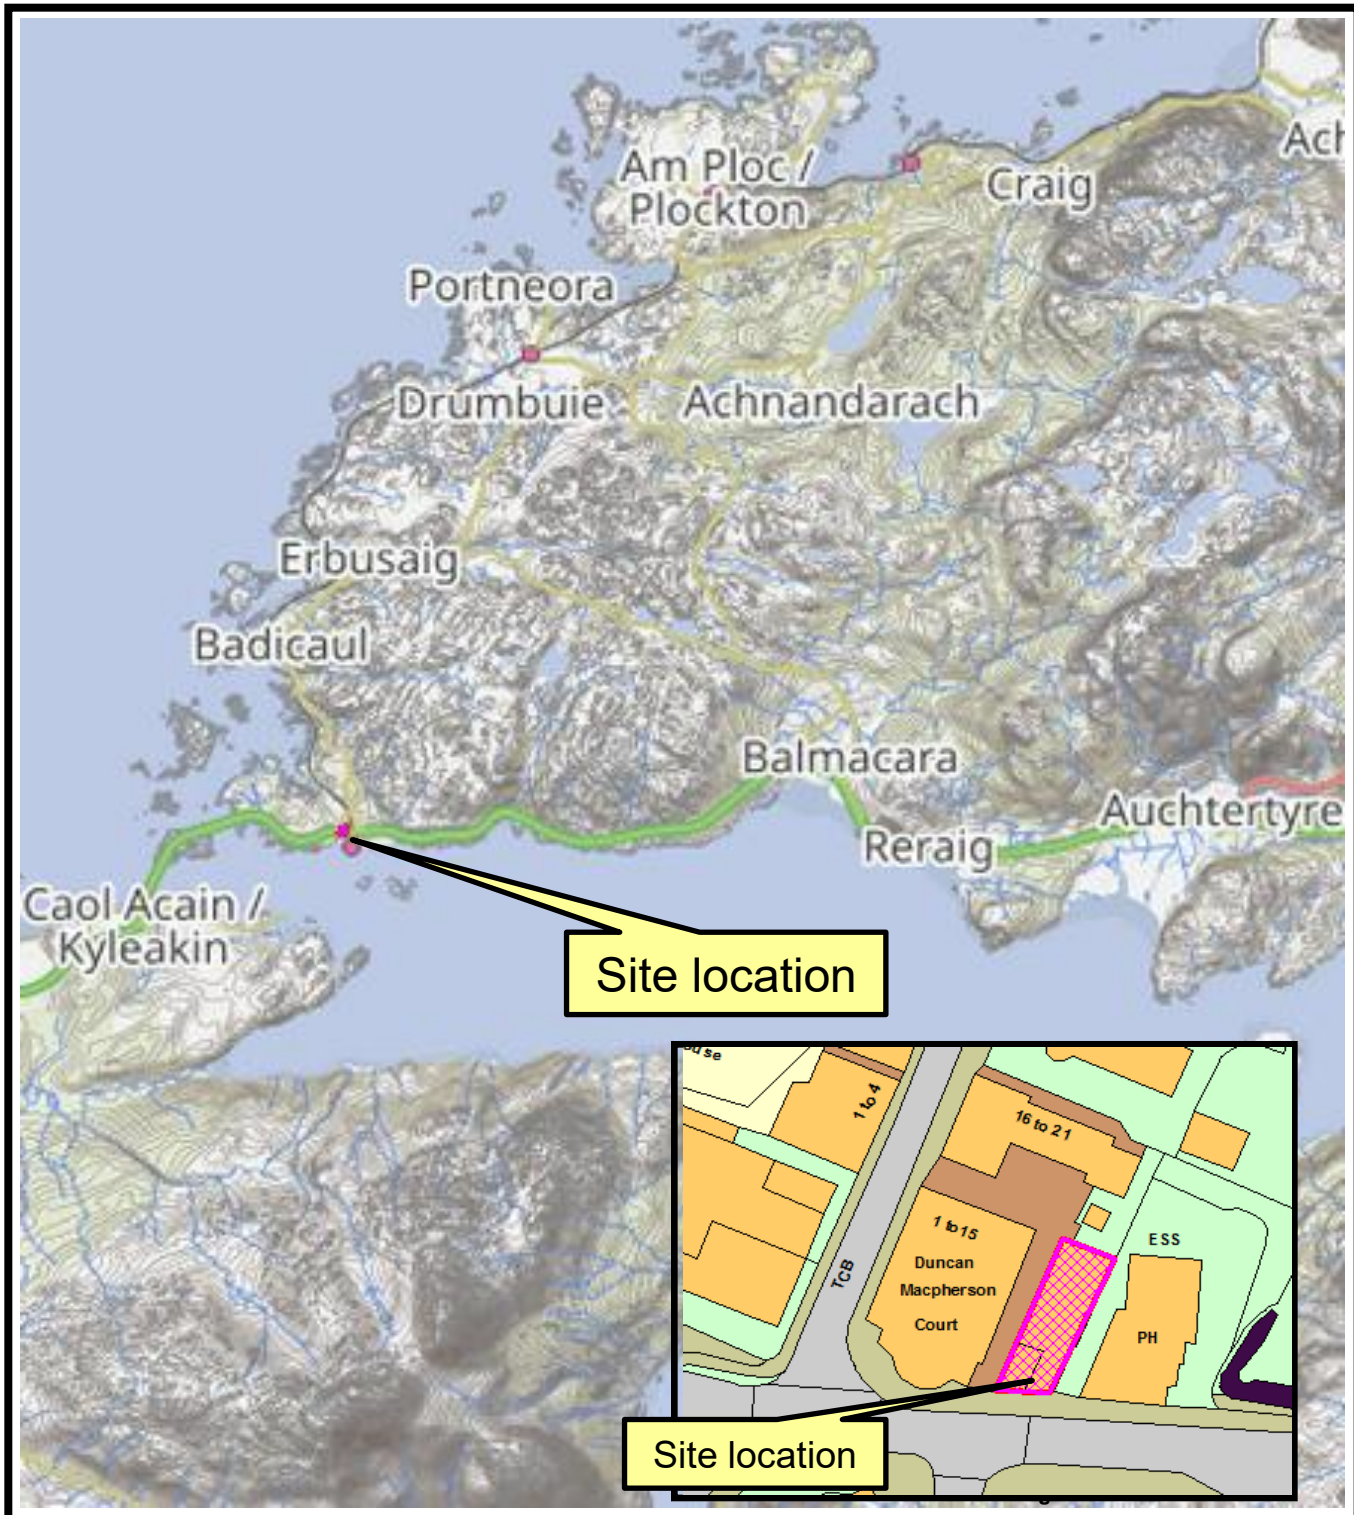 Am Ploc /
Plockton
Craig
Ach
Portneora
Drumbuie
Achnandarach
Erbusaig
Badicaul
Balmacara
Auchtertyre
Reraig
Caol Acain /
Kyleakin
Site location
ouse
1 to 4
16 to 21
1 to 15
Duncan
Macpherson
Court
TCB
ESS
PH
Site location